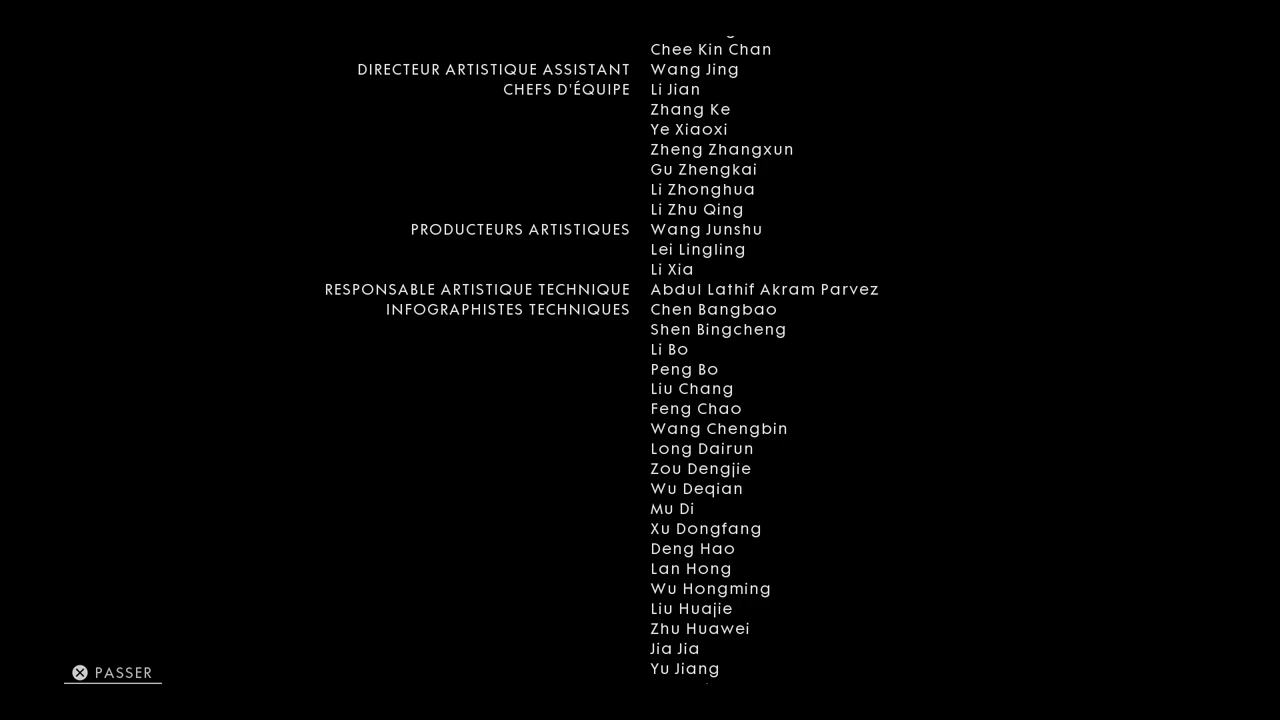 Chee Kin Chan
DIRECTEUR ARTISTIQUE ASSISTANT Wang Jing
CHEFS D'ÉQUIPE Li Jian
Zhang Ke
Ye Xiaoxi
Zheng Zhangxun
Gu Zhengkai
Li Zhonghua
Li Zhu Qing
PRODUCTEURS ARTISTIQUES Wang Junshu
Lei Lingling
Li Xia
RESPONSABLE ARTISTIQUE TECHNIQUE Abdul Lathif Akram Parvez
INFOGRAPHISTES TECHNIQUES Chen Bangbao
Shen Bingcheng
Li Bo
Peng Bo
Liu Chang
Feng Chao
Wang Chengbin
Long Dairun
Zou Dengjie
Wu Deqian
Mu Di
Xu Dongfang
Deng Hao
Lan Hong
Wu Hongming
Liu Huajie
Zhu Huawei
Jia Jia
Yu Jiang
PASSER